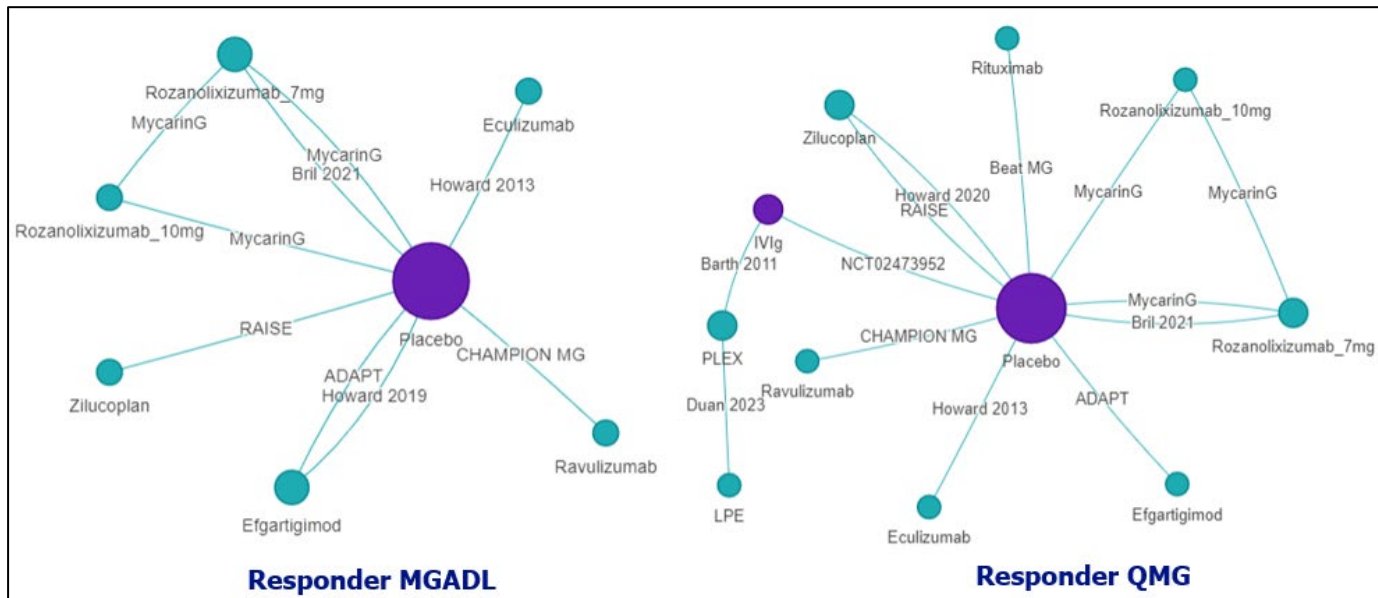 Rozanolixizumab_7mg
MycarinG
Eculizumab
MycarinG
Bril 2021
Howard 2013
Rozanolixizumab_10mg
MycarinG
RAISE
Placebo
CHAMPION MG
Zilucoplan
ADAPT
Howard 2019
Ravulizumab
Efgartigimod
Responder MGADL
Rituximab
Rozanolixizumab_10mg
Zilucoplan
Beat MG
Howard 2020
RAISE
MycarinG
MycarinG
IVIg
Barth 2011
NCT02473952
MycarinG
Bril 2021
PLEX
CHAMPION MG
Placebo
Rozanolixizumab_7mg
Ravulizumab
Duan 2023
Howard 2013
ADAPT
LPE
Efgartigimod
Eculizumab
Responder QMG